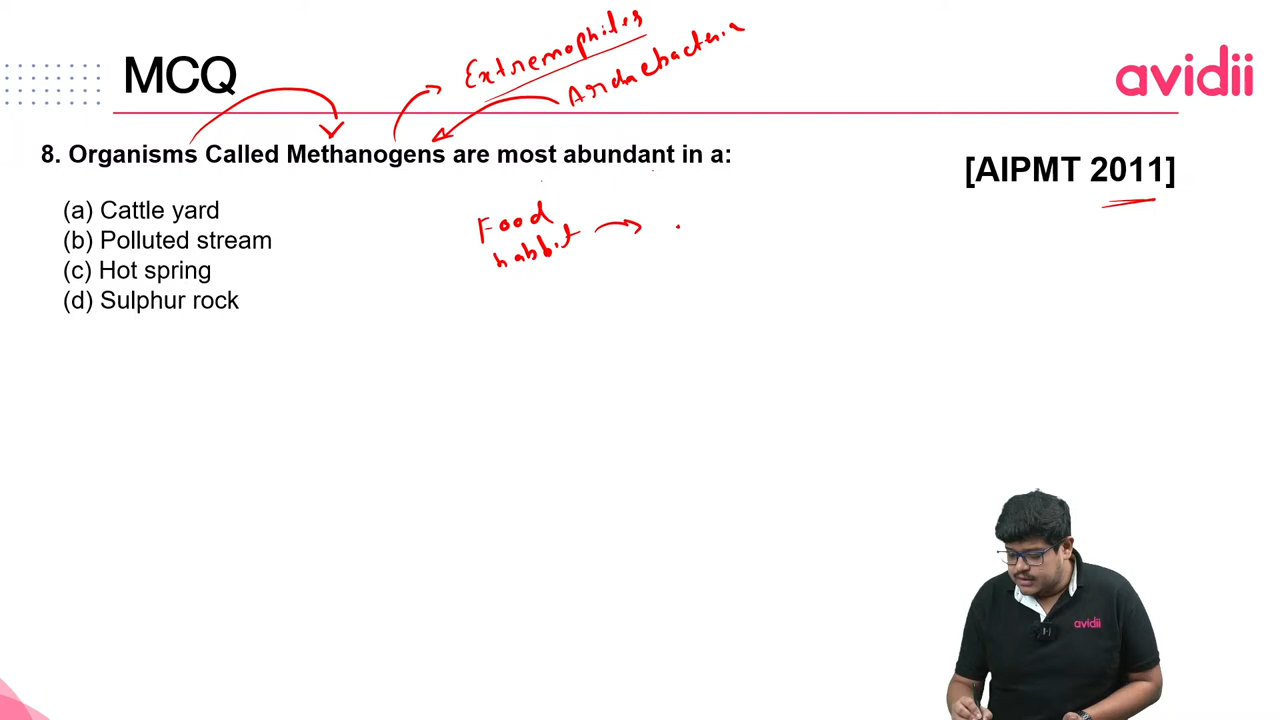 MCQ
Extremophiles
Archaebacteria
avidii
8. Organisms Called Methanogens are most abundant in a:
[AIPMT 2011]
(a) Cattle yard
(b) Polluted stream
(c) Hot spring
(d) Sulphur rock
Food
habbit
avidii